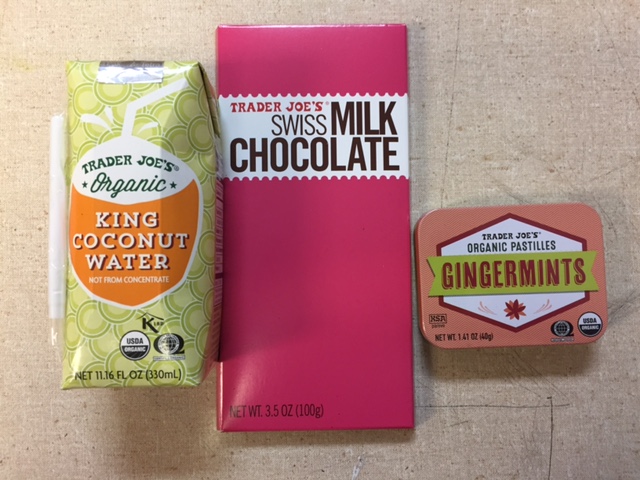 TRADER JOE'S®
Organic
KING
COCONUT
WATER
NOT FROM CONCENTRATE
K
USDA
ORGANIC
NET 11.16 FL OZ (330mL)
TRADER JOE'S®
SWISS MILK
CHOCOLATE
NET WT. 3.5 OZ (100g)
TRADER JOE'S®
ORGANIC PASTILLES
GINGERMINTS
KSA
NET WT. 1.41 OZ (40g)
USDA
ORGANIC